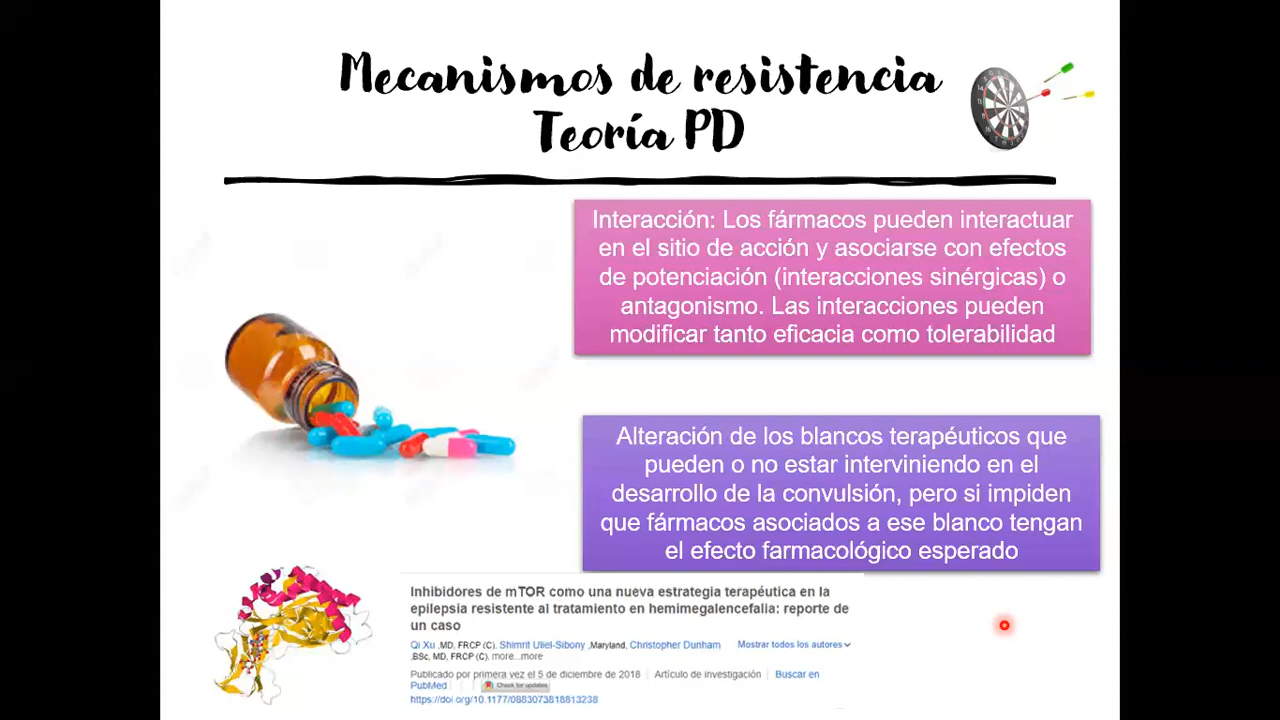 Mecanismos de resistencia
Teoría PD
Interacción: Los fármacos pueden interactuar
en el sitio de acción y asociarse con efectos
de potenciación (interacciones sinérgicas) o
antagonismo. Las interacciones pueden
modificar tanto eficacia como tolerabilidad
Alteración de los blancos terapéuticos que
pueden o no estar interviniendo en el
desarrollo de la convulsión, pero si impiden
que fármacos asociados a ese blanco tengan
el efecto farmacológico esperado
Inhibidores de mTOR como una nueva estrategia terapéutica en la
epilepsia resistente al tratamiento en hemimegalencefalia: reporte de
un caso
Qi Xu ,MD, FRCP (C), Shimrit Uliel-Sibony ,Maryland, Christopher Dunham Mostrar todos los autores
,BSc, MD, FRCP (C), more...more
Publicado por primera vez el 5 de diciembre de 2018 Artículo de investigación Buscar en
PubMed Check for updates
https://doi.org/10.1177/0883073818813238